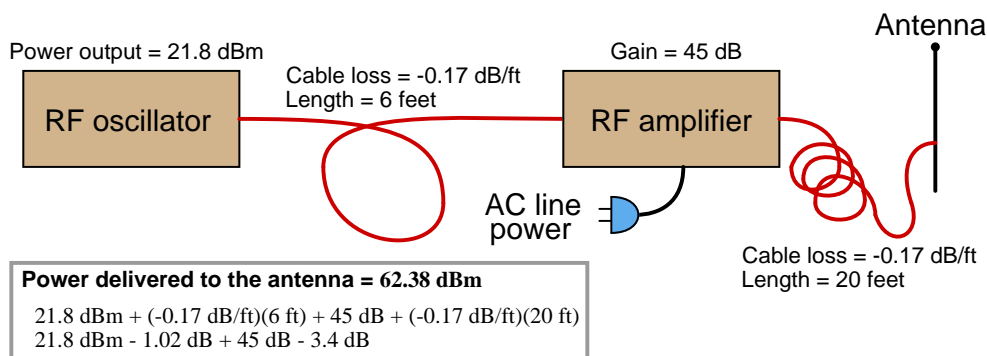 Antenna
Power output = 21.8 dBm
Gain = 45 dB
Cable loss = -0.17 dB/ft
Length = 6 feet
RF oscillator
RF amplifier
AC line
power
Cable loss = -0.17 dB/ft
Length = 20 feet
Power delivered to the antenna = 62.38 dBm
21.8 dBm + (-0.17 dB/ft)(6 ft) + 45 dB + (-0.17 dB/ft)(20 ft)
21.8 dBm - 1.02 dB + 45 dB - 3.4 dB